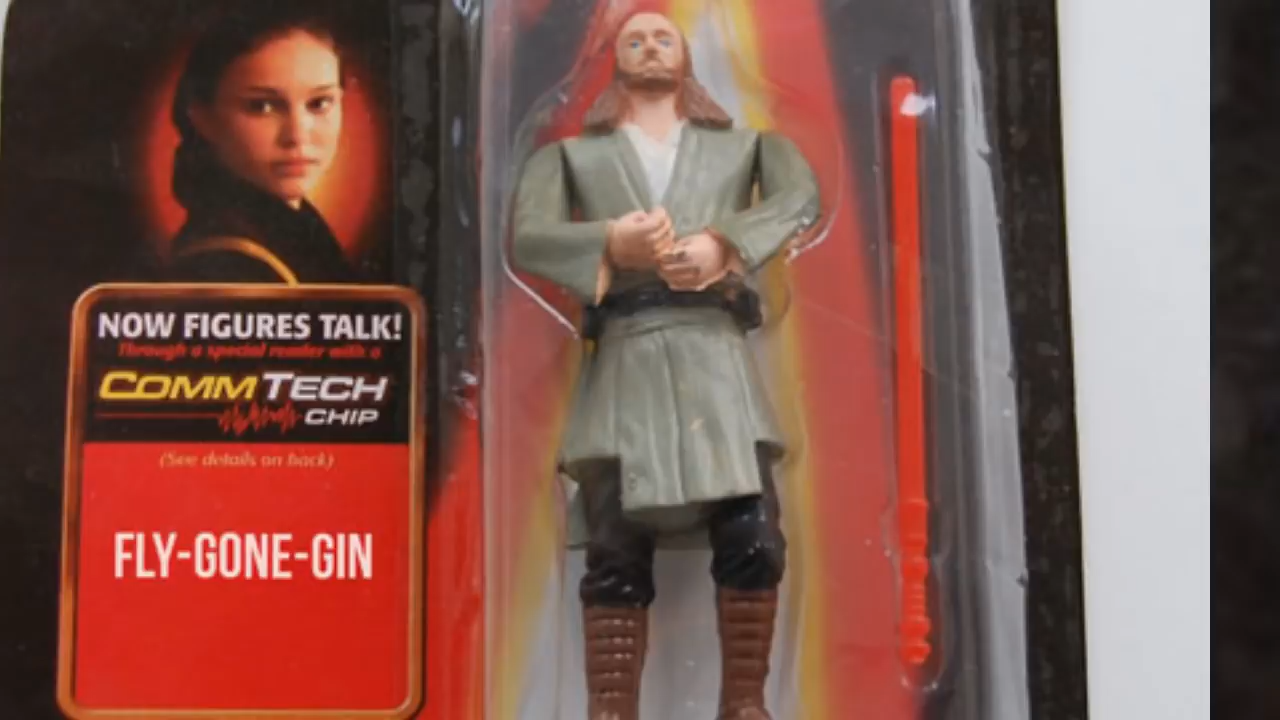 NOW FIGURES TALK!
Through a special reader with a
COMMTECH
CHIP
(See details on back)
FLY-GONE-GIN